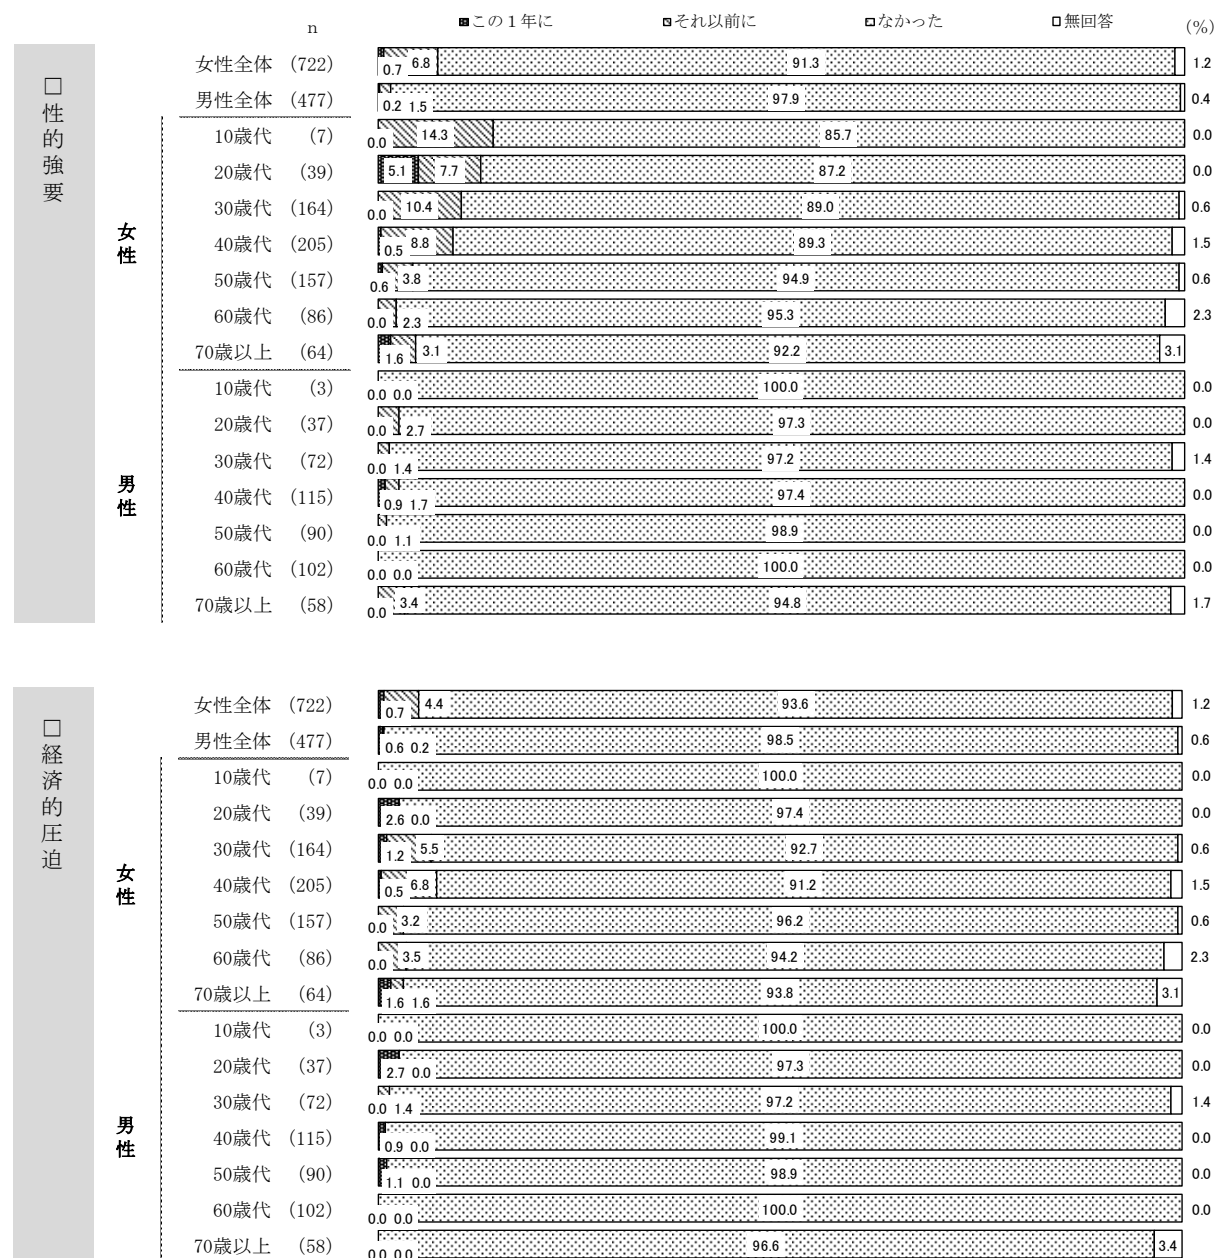 n ■この１年に □それ以前に □なかった □無回答 (%)
□性的強要
女性全体 (722) 0.7 6.8 91.3 1.2
男性全体 (477) 0.2 1.5 97.9 0.4
女性
10歳代 (7) 0.0 14.3 85.7 0.0
20歳代 (39) 5.1 7.7 87.2 0.0
30歳代 (164) 0.0 10.4 89.0 0.6
40歳代 (205) 0.5 8.8 89.3 1.5
50歳代 (157) 0.6 3.8 94.9 0.6
60歳代 (86) 0.0 2.3 95.3 2.3
70歳以上 (64) 1.6 3.1 92.2 3.1
男性
10歳代 (3) 0.0 0.0 100.0 0.0
20歳代 (37) 0.0 2.7 97.3 0.0
30歳代 (72) 0.0 1.4 97.2 1.4
40歳代 (115) 0.9 1.7 97.4 0.0
50歳代 (90) 0.0 1.1 98.9 0.0
60歳代 (102) 0.0 0.0 100.0 0.0
70歳以上 (58) 0.0 3.4 94.8 1.7
□経済的圧迫
女性全体 (722) 0.7 4.4 93.6 1.2
男性全体 (477) 0.6 0.2 98.5 0.6
女性
10歳代 (7) 0.0 0.0 100.0 0.0
20歳代 (39) 2.6 0.0 97.4 0.0
30歳代 (164) 1.2 5.5 92.7 0.6
40歳代 (205) 0.5 6.8 91.2 1.5
50歳代 (157) 0.0 3.2 96.2 0.6
60歳代 (86) 0.0 3.5 94.2 2.3
70歳以上 (64) 1.6 1.6 93.8 3.1
男性
10歳代 (3) 0.0 0.0 100.0 0.0
20歳代 (37) 2.7 0.0 97.3 0.0
30歳代 (72) 0.0 1.4 97.2 1.4
40歳代 (115) 0.9 0.0 99.1 0.0
50歳代 (90) 1.1 0.0 98.9 0.0
60歳代 (102) 0.0 0.0 100.0 0.0
70歳以上 (58) 0.0 0.0 96.6 3.4